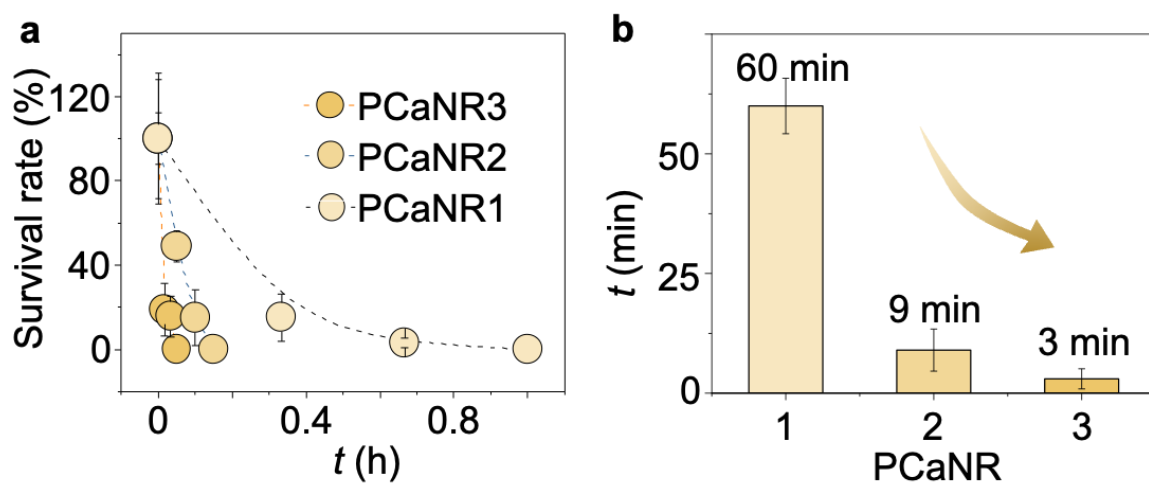 a
Survival rate (%)
120
80
40
0
PCaNR3
PCaNR2
PCaNR1
0
0.4
0.8
t (h)
b
t (min)
50
25
0
60 min
9 min
3 min
1
2
3
PCaNR